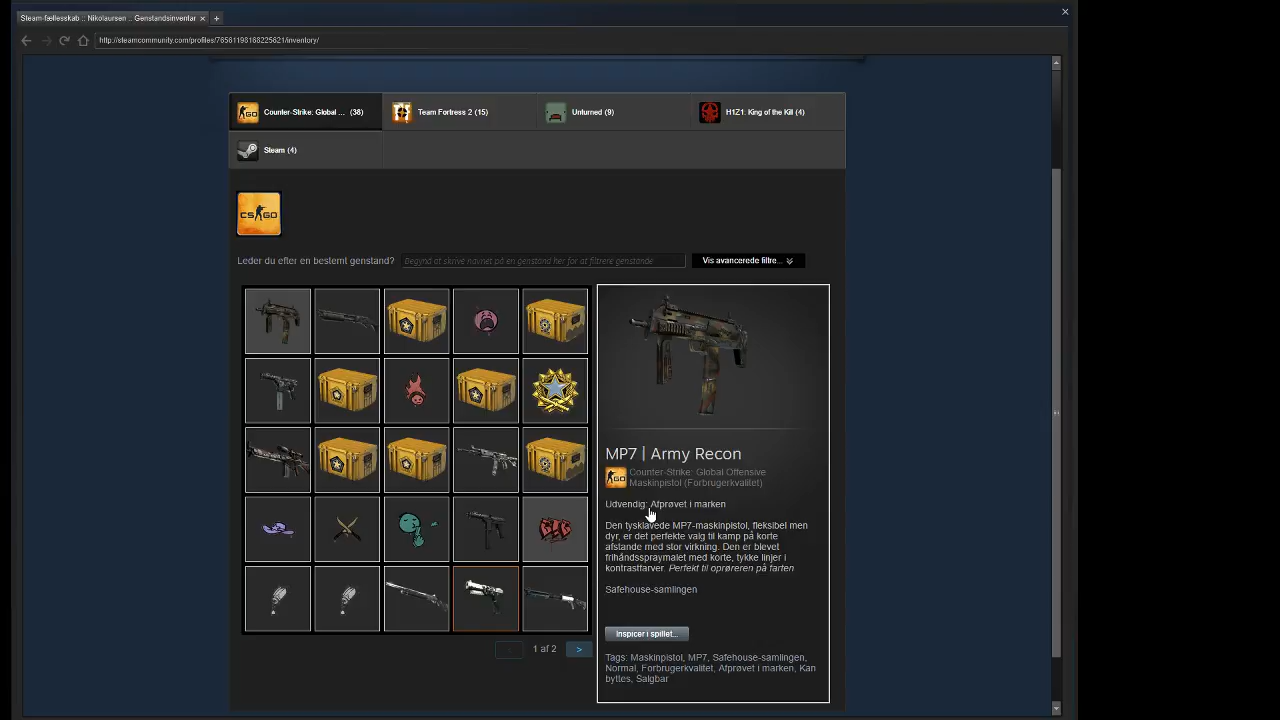 Steam-fællesskab :: Nikolaursen :: Genstandsinventar
http://steamcommunity.com/profiles/76561198168225621/inventory/
Counter-Strike: Global ... (38)
Team Fortress 2 (15)
Unturned (9)
H1Z1: King of the Kill (4)
Steam (4)
CS GO
Leder du efter en bestemt genstand?
Begynd at skrive navnet på en genstand her for at filtrere genstande
Vis avancerede filtre...
MP7 | Army Recon
Counter-Strike: Global Offensive
Maskinpistol (Forbrugerkvalitet)
Udvendig: Afprøvet i marken
Den tysklavede MP7-maskinpistol, fleksibel men
dyr, er det perfekte valg til kamp på korte
afstande med stor virkning. Den er blevet
frihåndsspraymalet med korte, tykke linjer i
kontrastfarver. Perfekt til oprøreren på farten
Safehouse-samlingen
Inspicer i spillet...
1 af 2
>
Tags: Maskinpistol, MP7, Safehouse-samlingen,
Normal, Forbrugerkvalitet, Afprøvet i marken, Kan
byttes, Salgbar